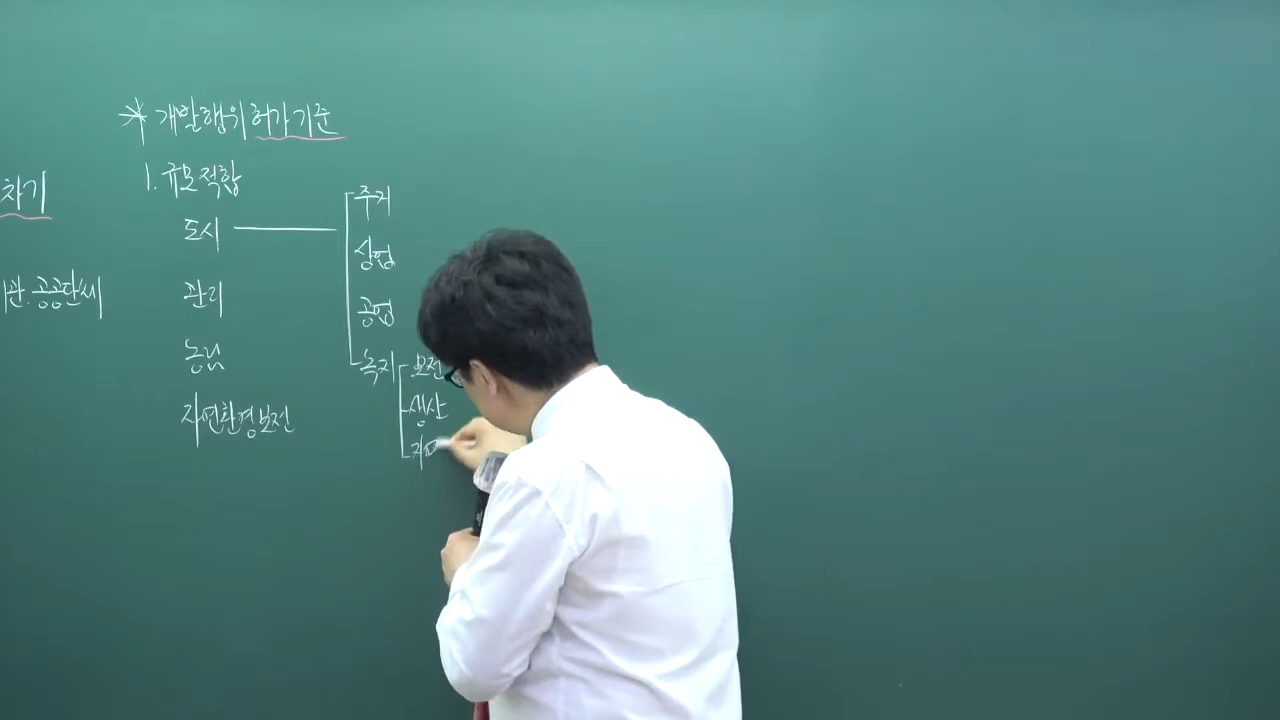 * 개발행위허가기준
1. 규모적합
차기
도시 ― 주거
상업
관리
관.공공단체
공업
농림
녹지
보전
생산
자연환경보전